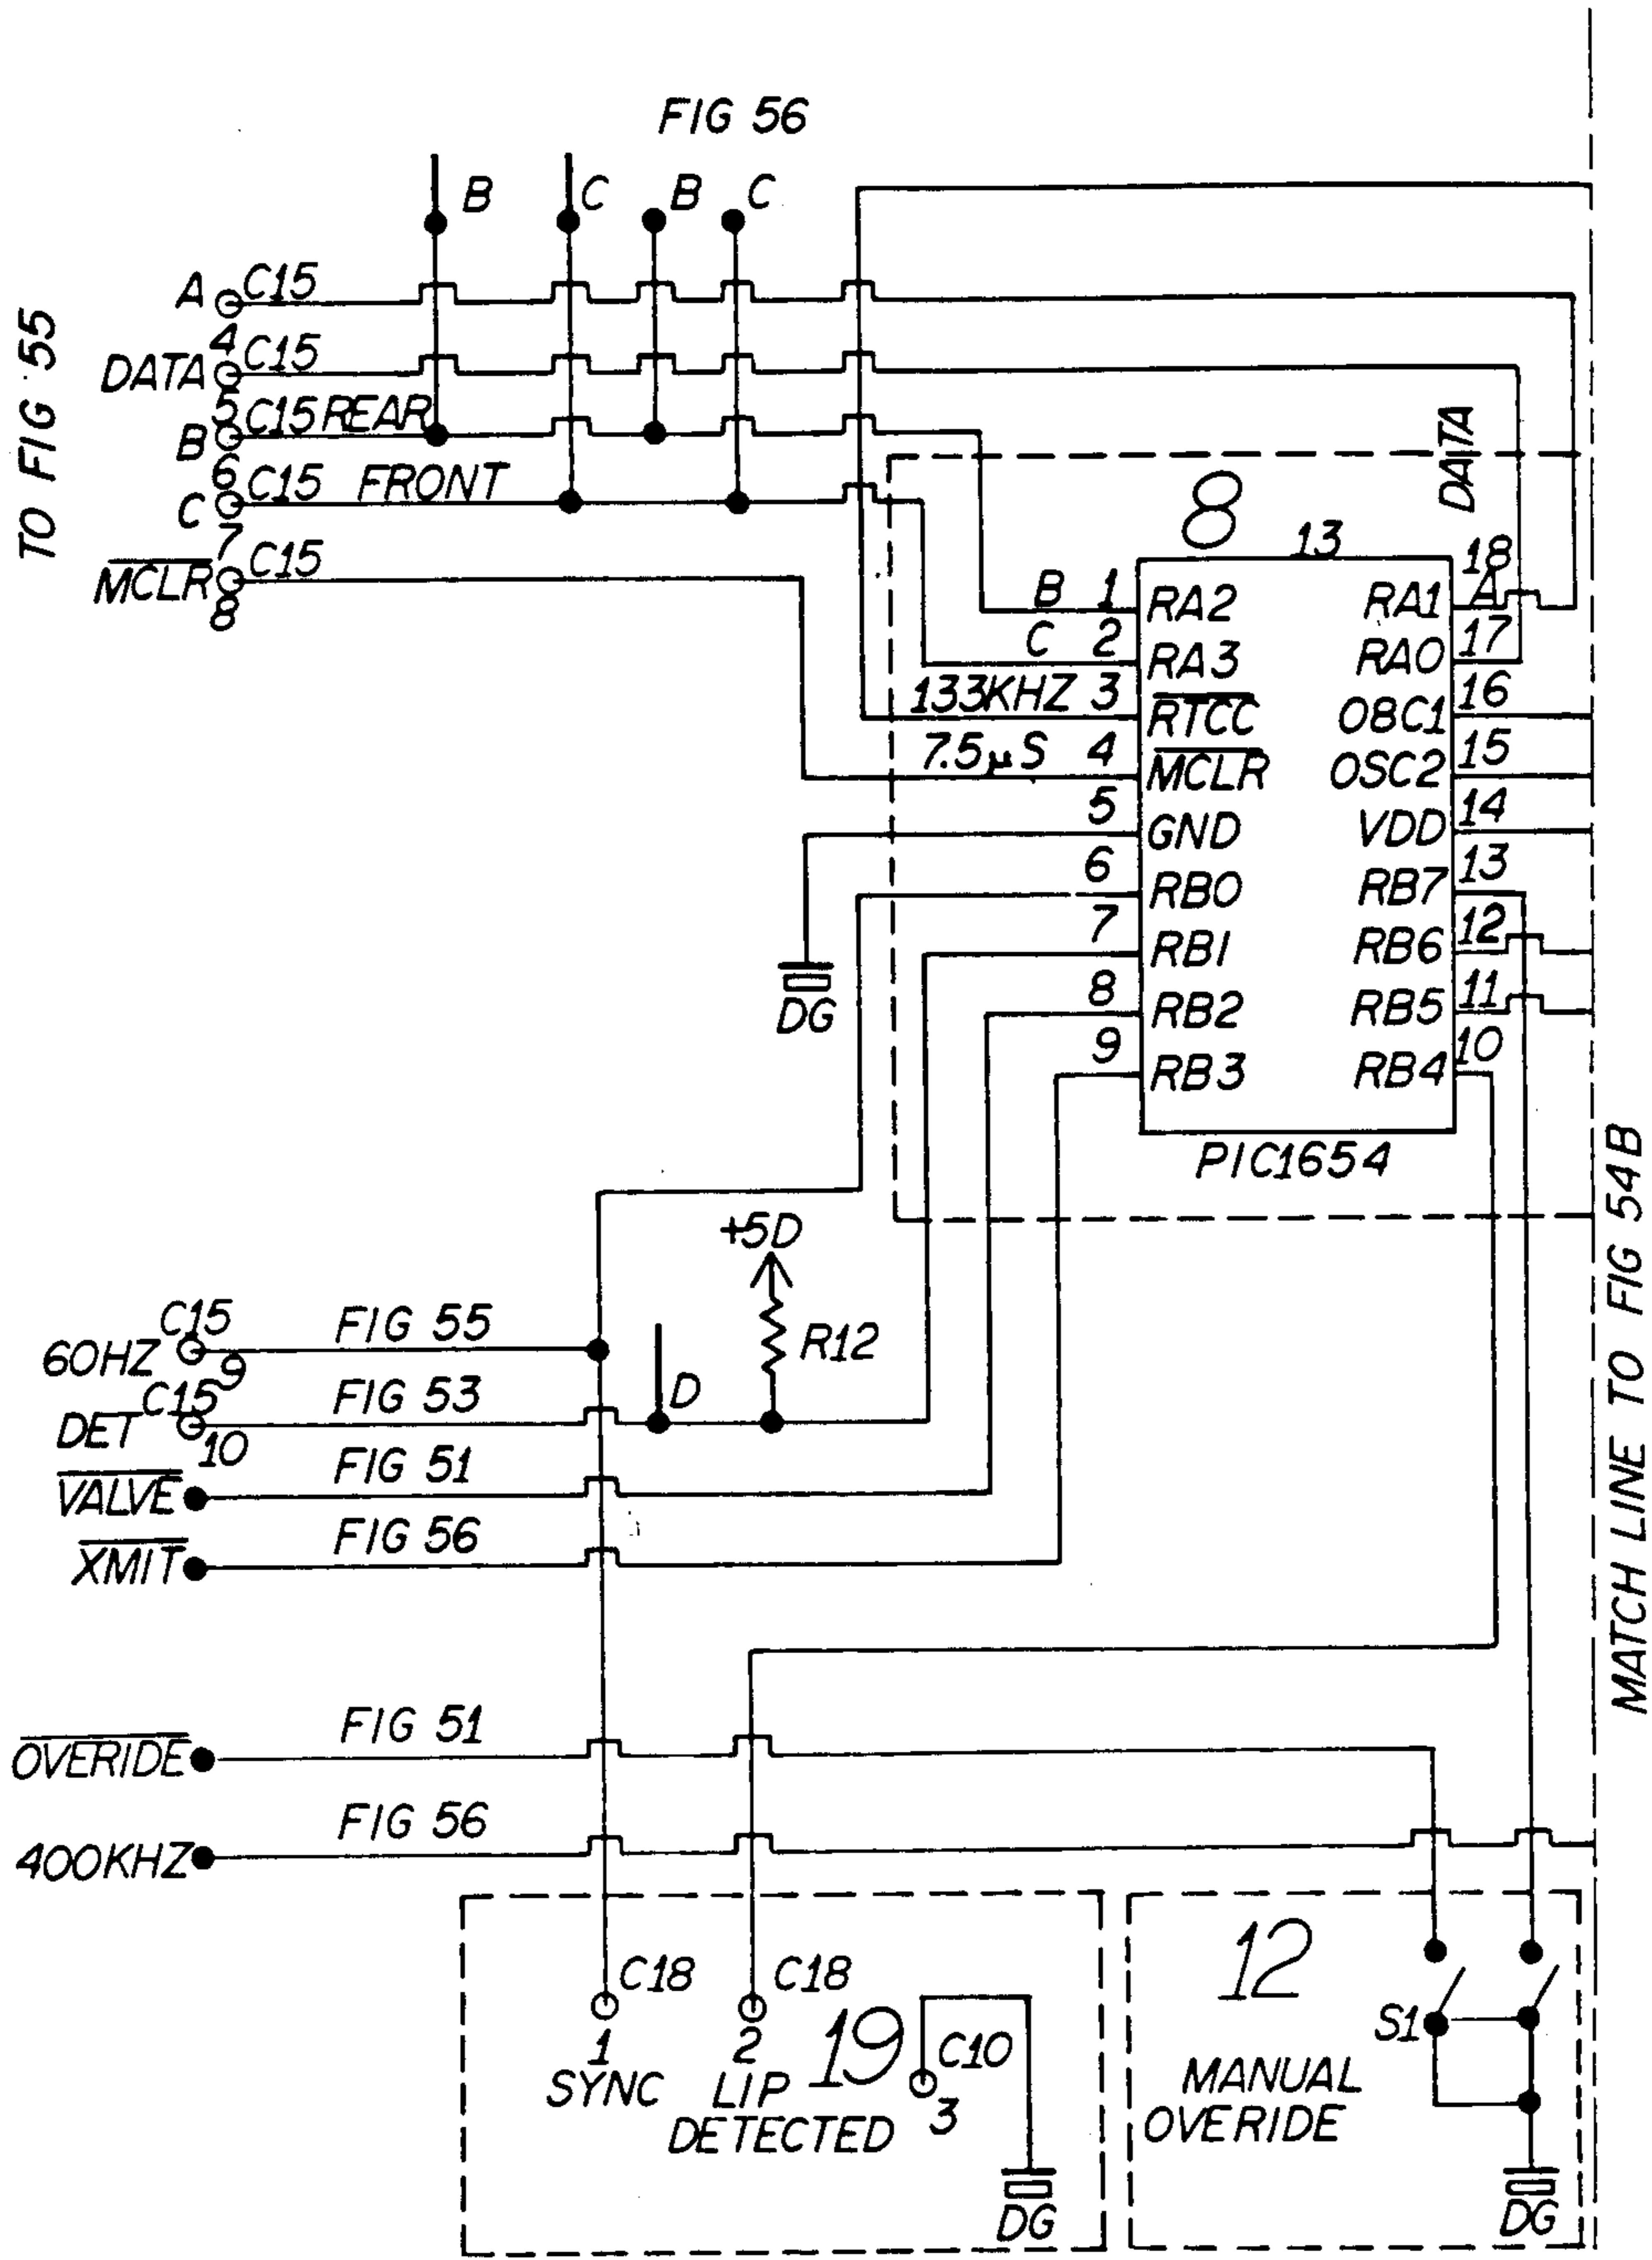 FIG 56
B C B C
TO FIG 55
A C15
4
DATA C15
5
B C15 REAR
6
C C15 FRONT
7
MCLR C15
8
DATA
8
13
B 1 RA2 RA1 18 A
C 2 RA3 RA0 17
133KHZ 3 RTCC O8C1 16
7.5μS 4 MCLR OSC2 15
5 GND VDD 14
6 RB0 RB7 13
7 RB1 RB6 12
8 RB2 RB5 11
9 RB3 RB4 10
PIC1654
DG
+5D
R12
60HZ C15 9 FIG 55
DET C15 10 FIG 53
D
VALVE FIG 51
XMIT FIG 56
OVERIDE FIG 51
400KHZ FIG 56
MATCH LINE TO FIG 54B
C18 C18
1 2 19 C10
SYNC LIP 3
DETECTED
DG
12
S1
MANUAL
OVERIDE
DG